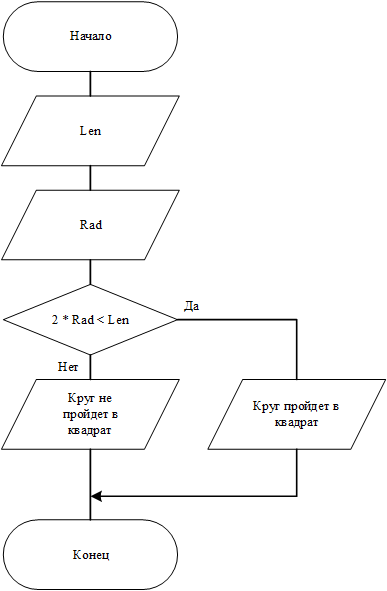 Начало
Len
Rad
2 * Rad < Len
Да
Нет
Круг не
пройдет в
квадрат
Круг пройдет в
квадрат
Конец